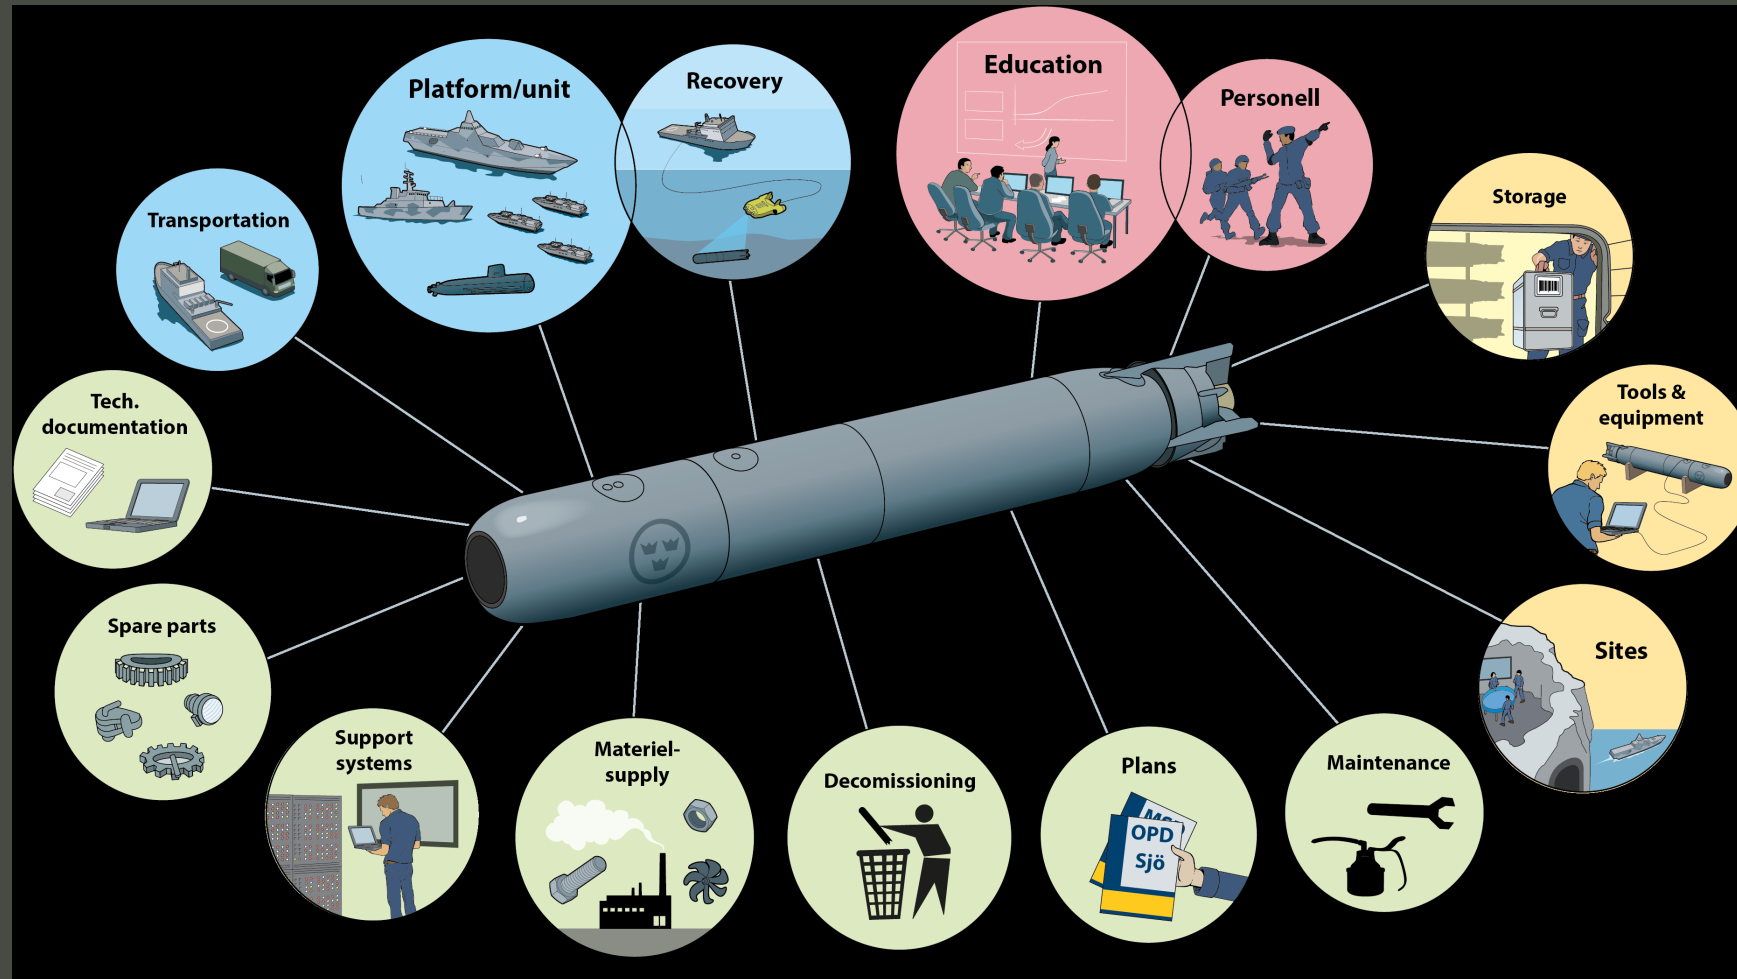 Education
Platform/unit
Recovery
Personell
Storage
Transportation
Tools &
equipment
Tech.
documentation
Spare parts
Sites
Support
systems
Materiel-
supply
Decomissioning
Plans
OPD
Sjö
Maintenance